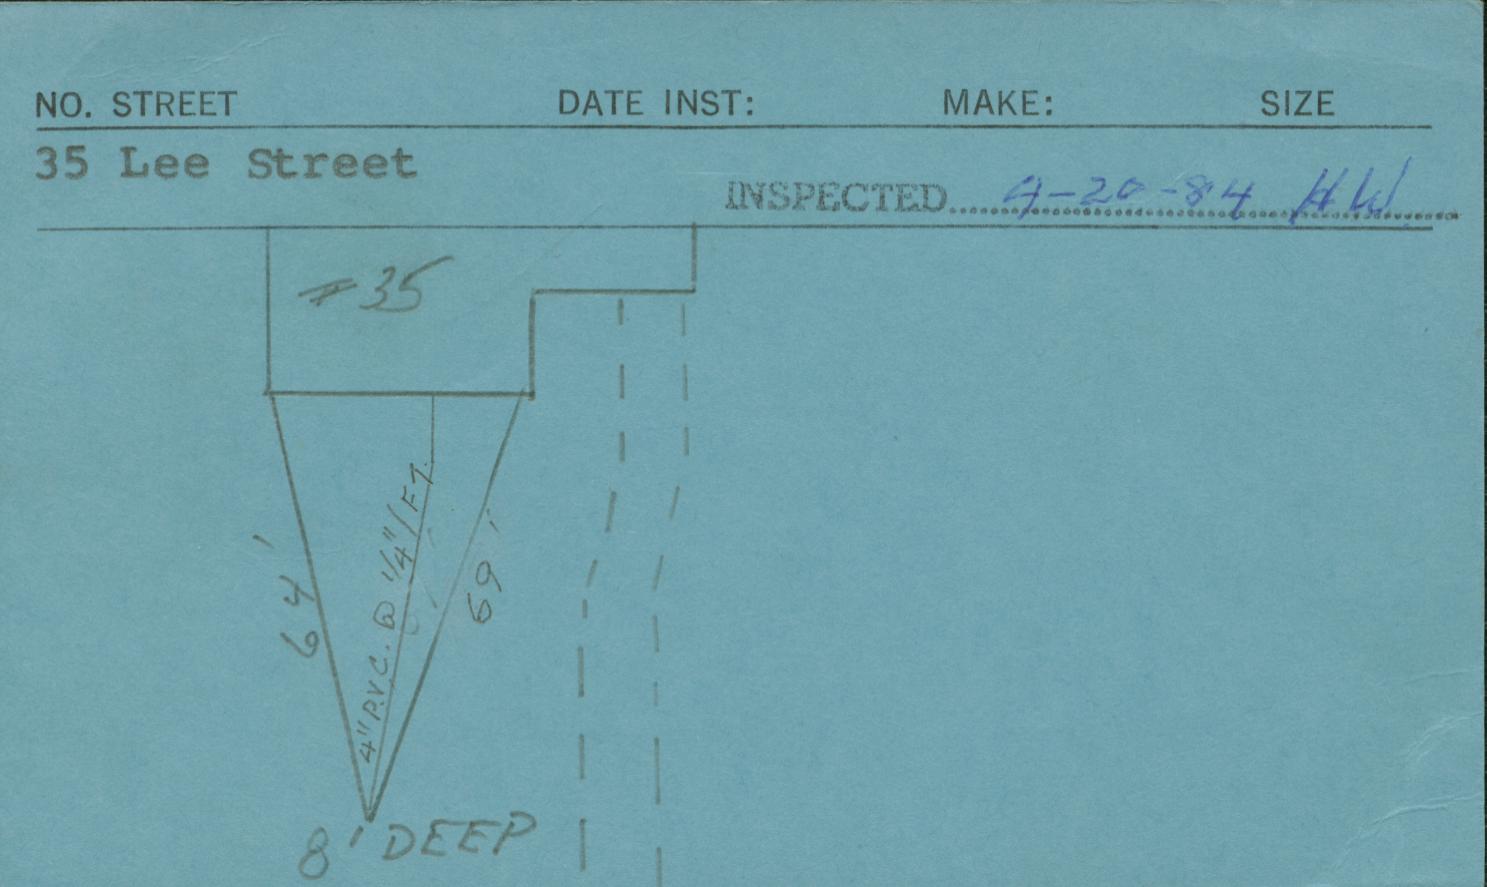 NO. STREET DATE INST: MAKE: SIZE
35 Lee Street
INSPECTED 9-20-84 HW
#35
64'
4" P.V.C. @ 1/4"/FT.
69'
8' DEEP